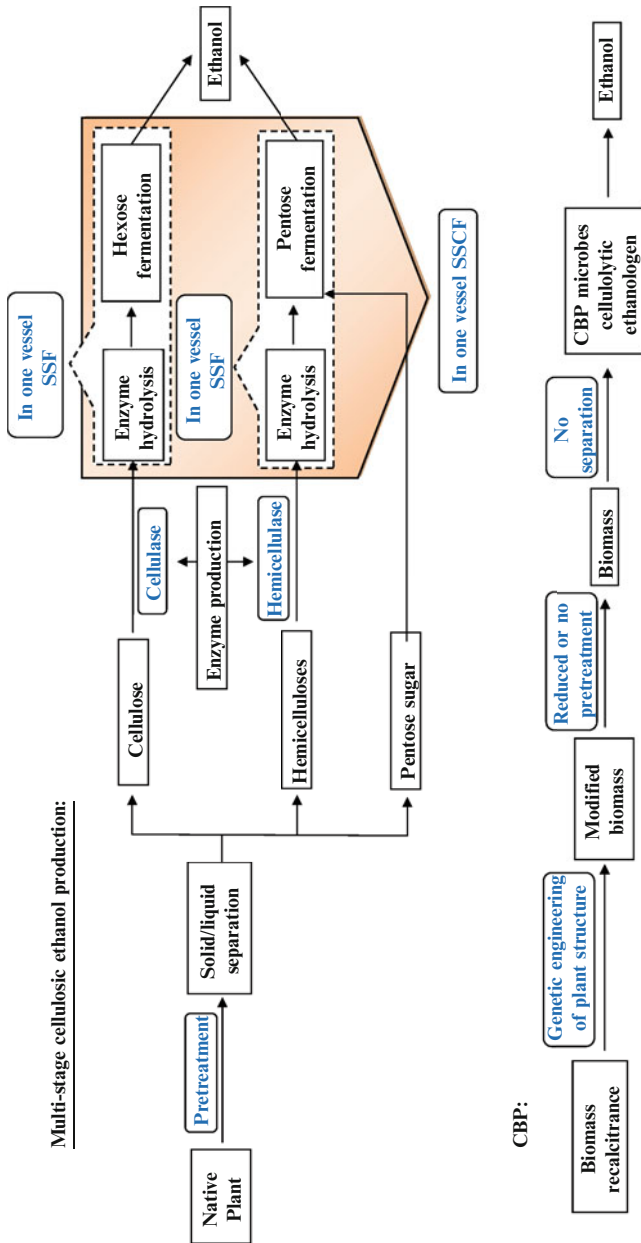 Multi-stage cellulosic ethanol production:
Native
Plant
Pretreatment
Solid/liquid
separation
Cellulose
Hemicelluloses
Pentose sugar
Cellulase
Enzyme production
Hemicellulase
In one vessel
SSF
Enzyme
hydrolysis
Hexose
fermentation
In one vessel
SSF
Enzyme
hydrolysis
Pentose
fermentation
In one vessel SSCF
Ethanol
CBP:
Biomass
recalcitrance
Genetic engineering
of plant structure
Modified
biomass
Reduced or no
pretreatment
Biomass
No
separation
CBP microbes
cellulolytic
ethanologen
Ethanol